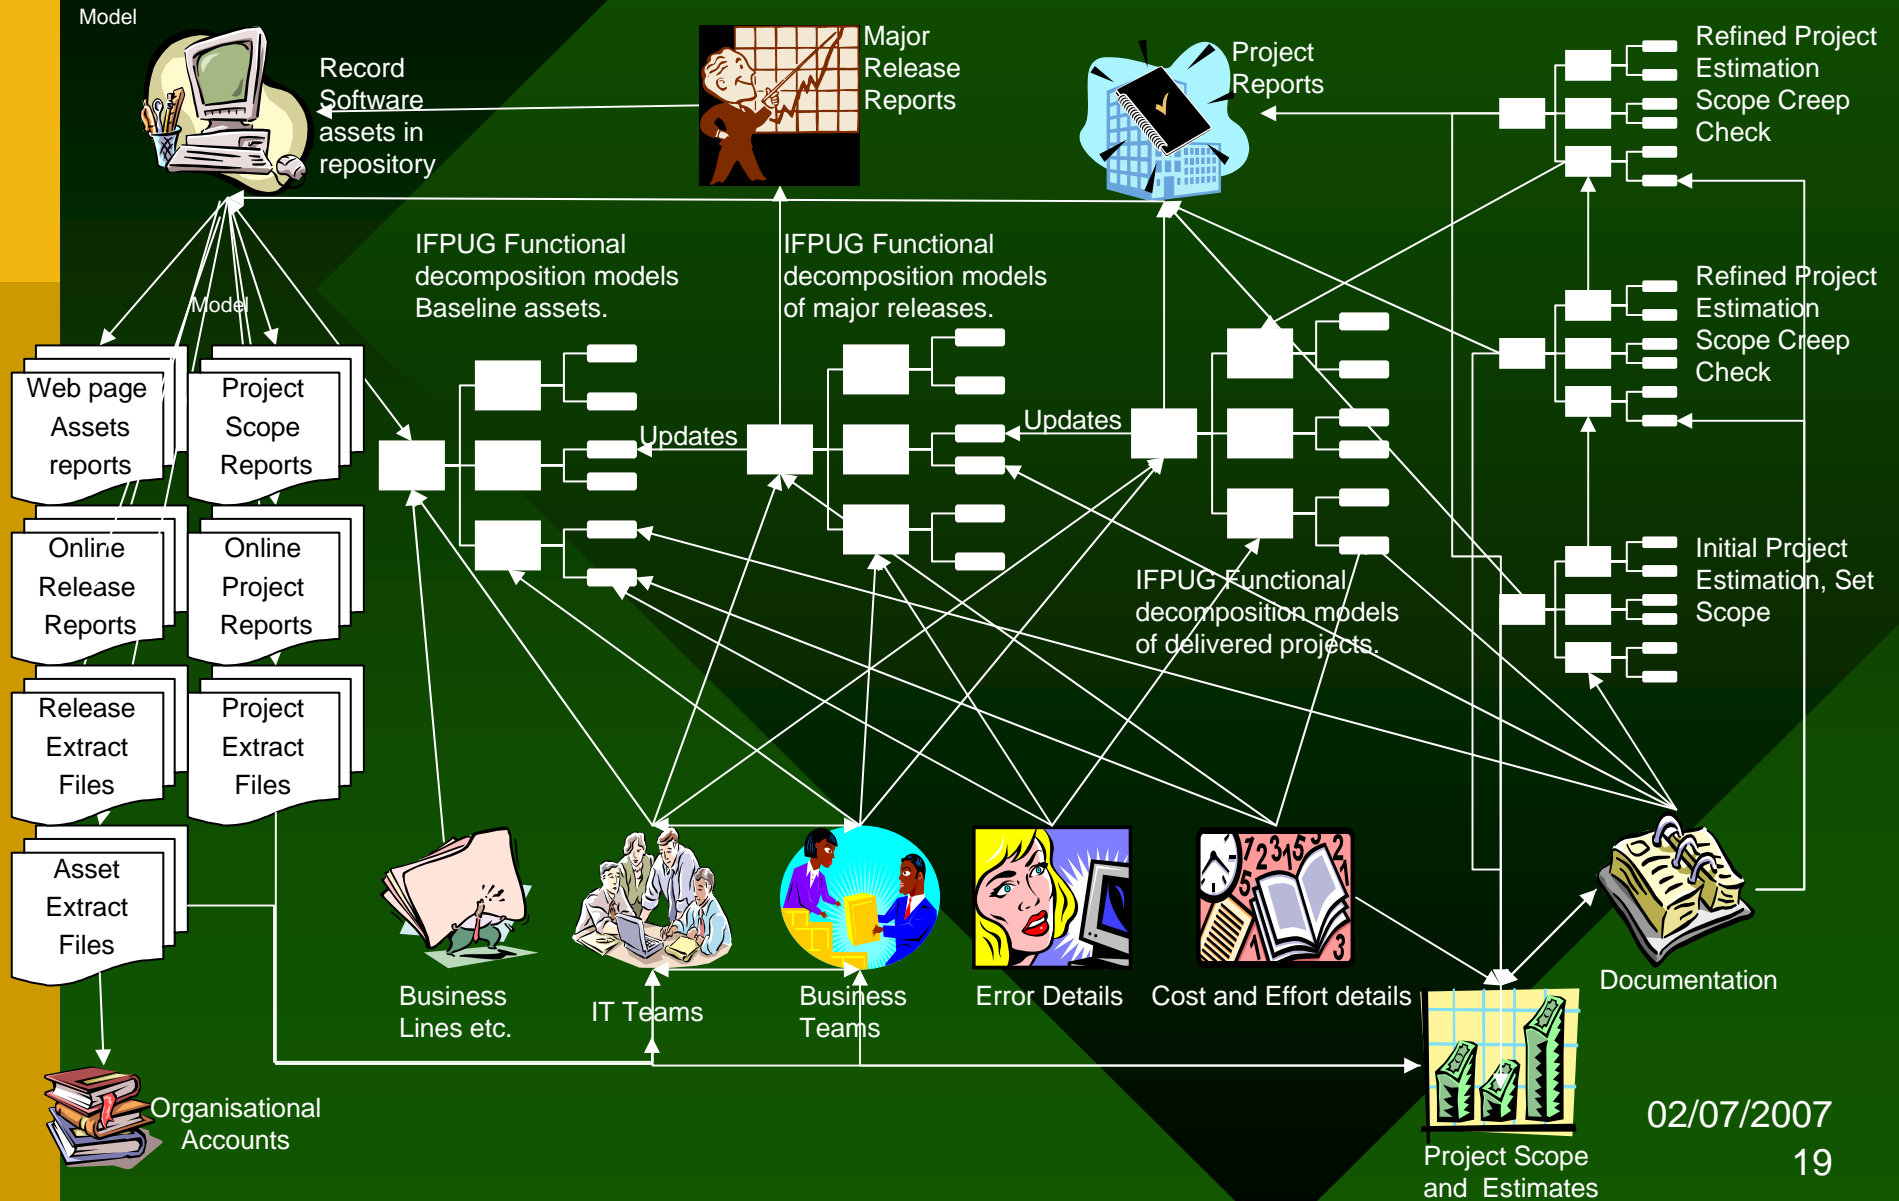 Model
Record
Software
assets in
repository
Major
Release
Reports
Project
Reports
Refined Project
Estimation
Scope Creep
Check
IFPUG Functional
decomposition models
Baseline assets.
IFPUG Functional
decomposition models
of major releases.
Refined Project
Estimation
Scope Creep
Check
Model
Web page
Assets
reports
Project
Scope
Reports
Updates
Updates
Online
Release
Reports
Online
Project
Reports
IFPUG Functional
decomposition models
of delivered projects.
Initial Project
Estimation, Set
Scope
Release
Extract
Files
Project
Extract
Files
Asset
Extract
Files
Business
Lines etc.
IT Teams
Business
Teams
Error Details
Cost and Effort details
Documentation
Organisational
Accounts
Project Scope
and Estimates
02/07/2007
19